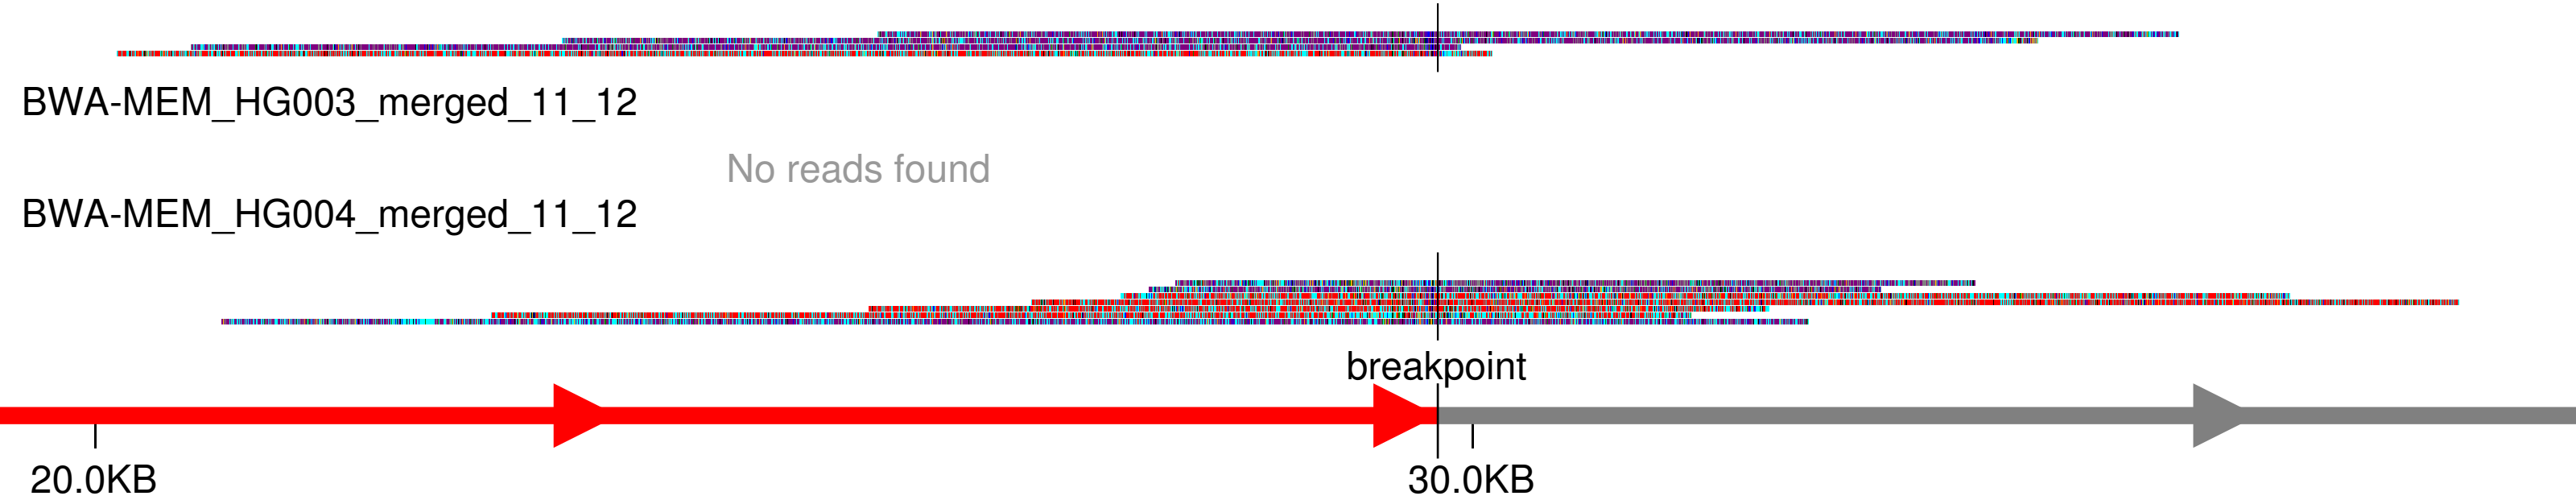 BWA-MEM_HG003_merged_11_12
No reads found
BWA-MEM_HG004_merged_11_12
breakpoint
20.0KB 30.0KB